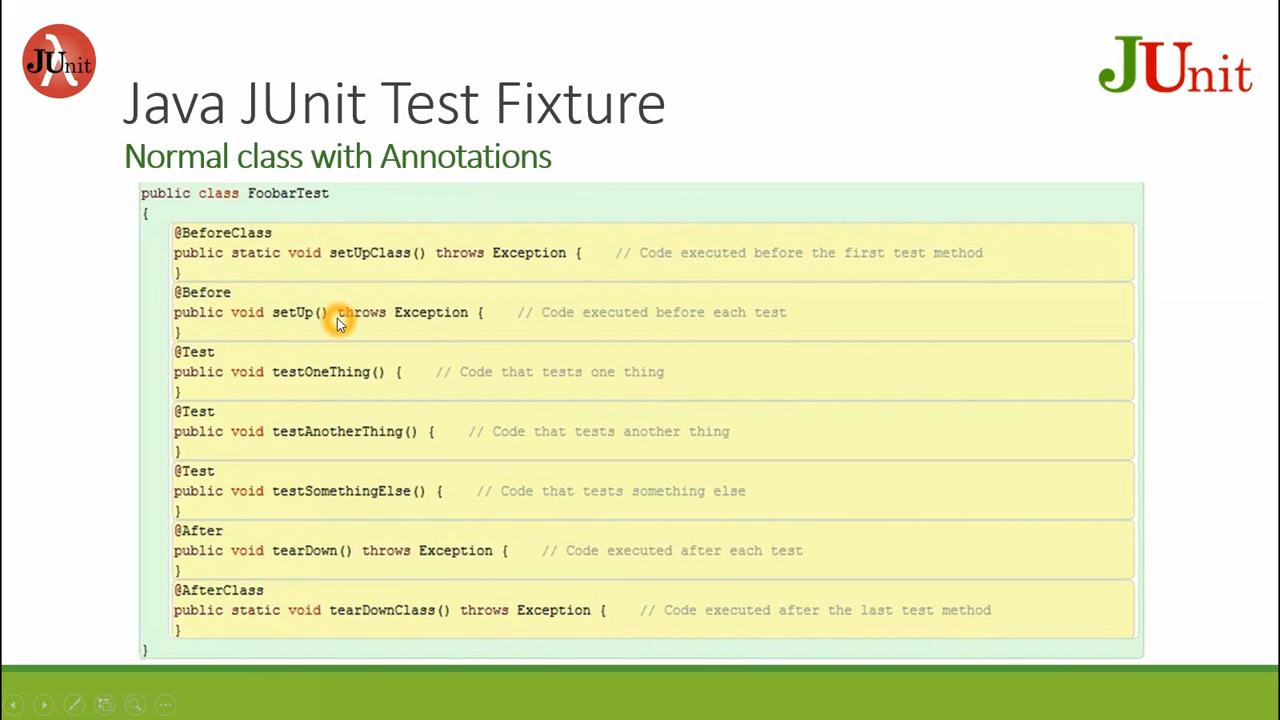 JUnit
JUnit
Java JUnit Test Fixture
Normal class with Annotations
public class FoobarTest
{
@BeforeClass
public static void setUpClass() throws Exception {    // Code executed before the first test method
}
@Before
public void setUp() throws Exception {    // Code executed before each test
}
@Test
public void testOneThing() {    // Code that tests one thing
}
@Test
public void testAnotherThing() {    // Code that tests another thing
}
@Test
public void testSomethingElse() {    // Code that tests something else
}
@After
public void tearDown() throws Exception {    // Code executed after each test
}
@AfterClass
public static void tearDownClass() throws Exception {    // Code executed after the last test method
}
}